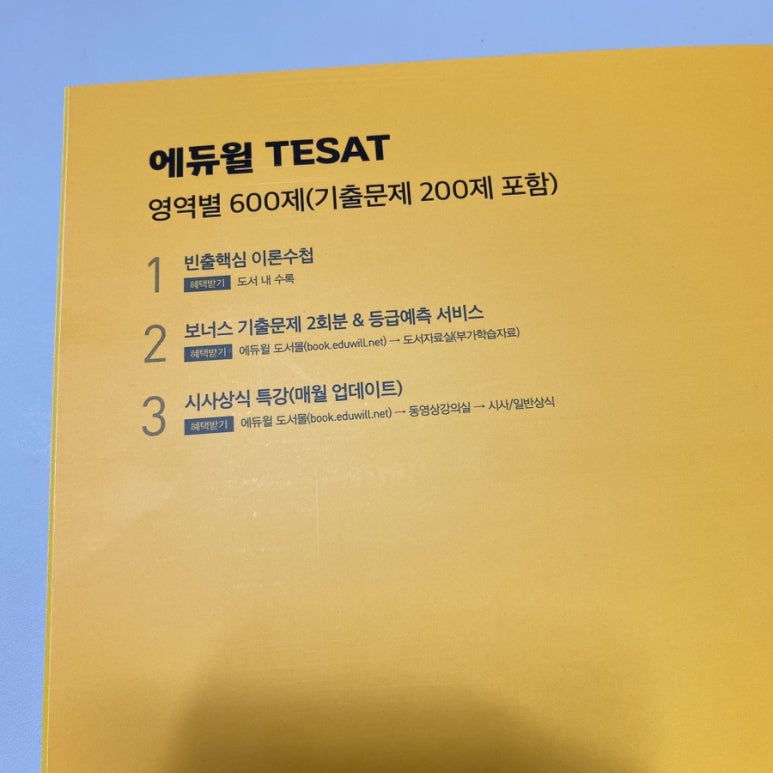 에듀윌 TESAT
영역별 600제(기출문제 200제 포함)
1 빈출핵심 이론수첩
혜택받기 도서 내 수록
2 보너스 기출문제 2회분 & 등급예측 서비스
혜택받기 에듀윌 도서몰(book.eduwill.net) → 도서자료실(부가학습자료)
3 시사상식 특강(매월 업데이트)
혜택받기 에듀윌 도서몰(book.eduwill.net) → 동영상강의실 → 시사/일반상식